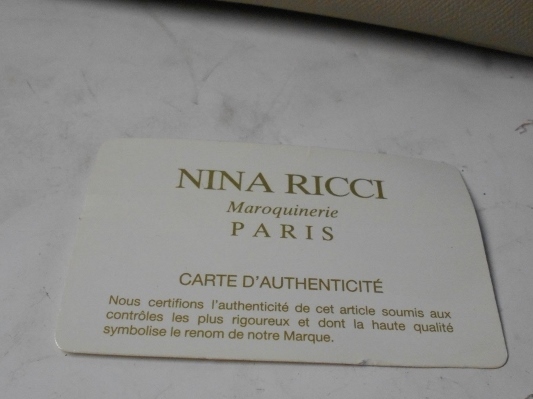 NINA RICCI
Maroquinerie
PARIS
CARTE D'AUTHENTICITÉ
Nous certifions l'authenticité de cet article soumis aux
contrôles les plus rigoureux et dont la haute qualité
symbolise le renom de notre Marque.